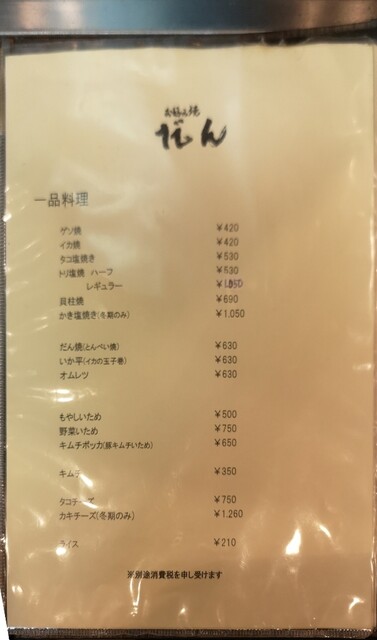 お好み焼
だん
一品料理
ゲソ焼 ￥420
イカ焼 ￥420
タコ塩焼き ￥530
トリ塩焼 ハーフ ￥530
レギュラー ￥1,050
貝柱焼 ￥690
かき塩焼き(冬期のみ) ￥1,050
だん焼(とんぺい焼) ￥630
いか平(イカの玉子巻) ￥630
オムレツ ￥630
もやしいため ￥500
野菜いため ￥750
キムチポッカ(豚キムチいため) ￥650
キムチ ￥350
タコチーズ ￥750
カキチーズ(冬期のみ) ￥1,260
ライス ￥210
※別途消費税を申し受けます